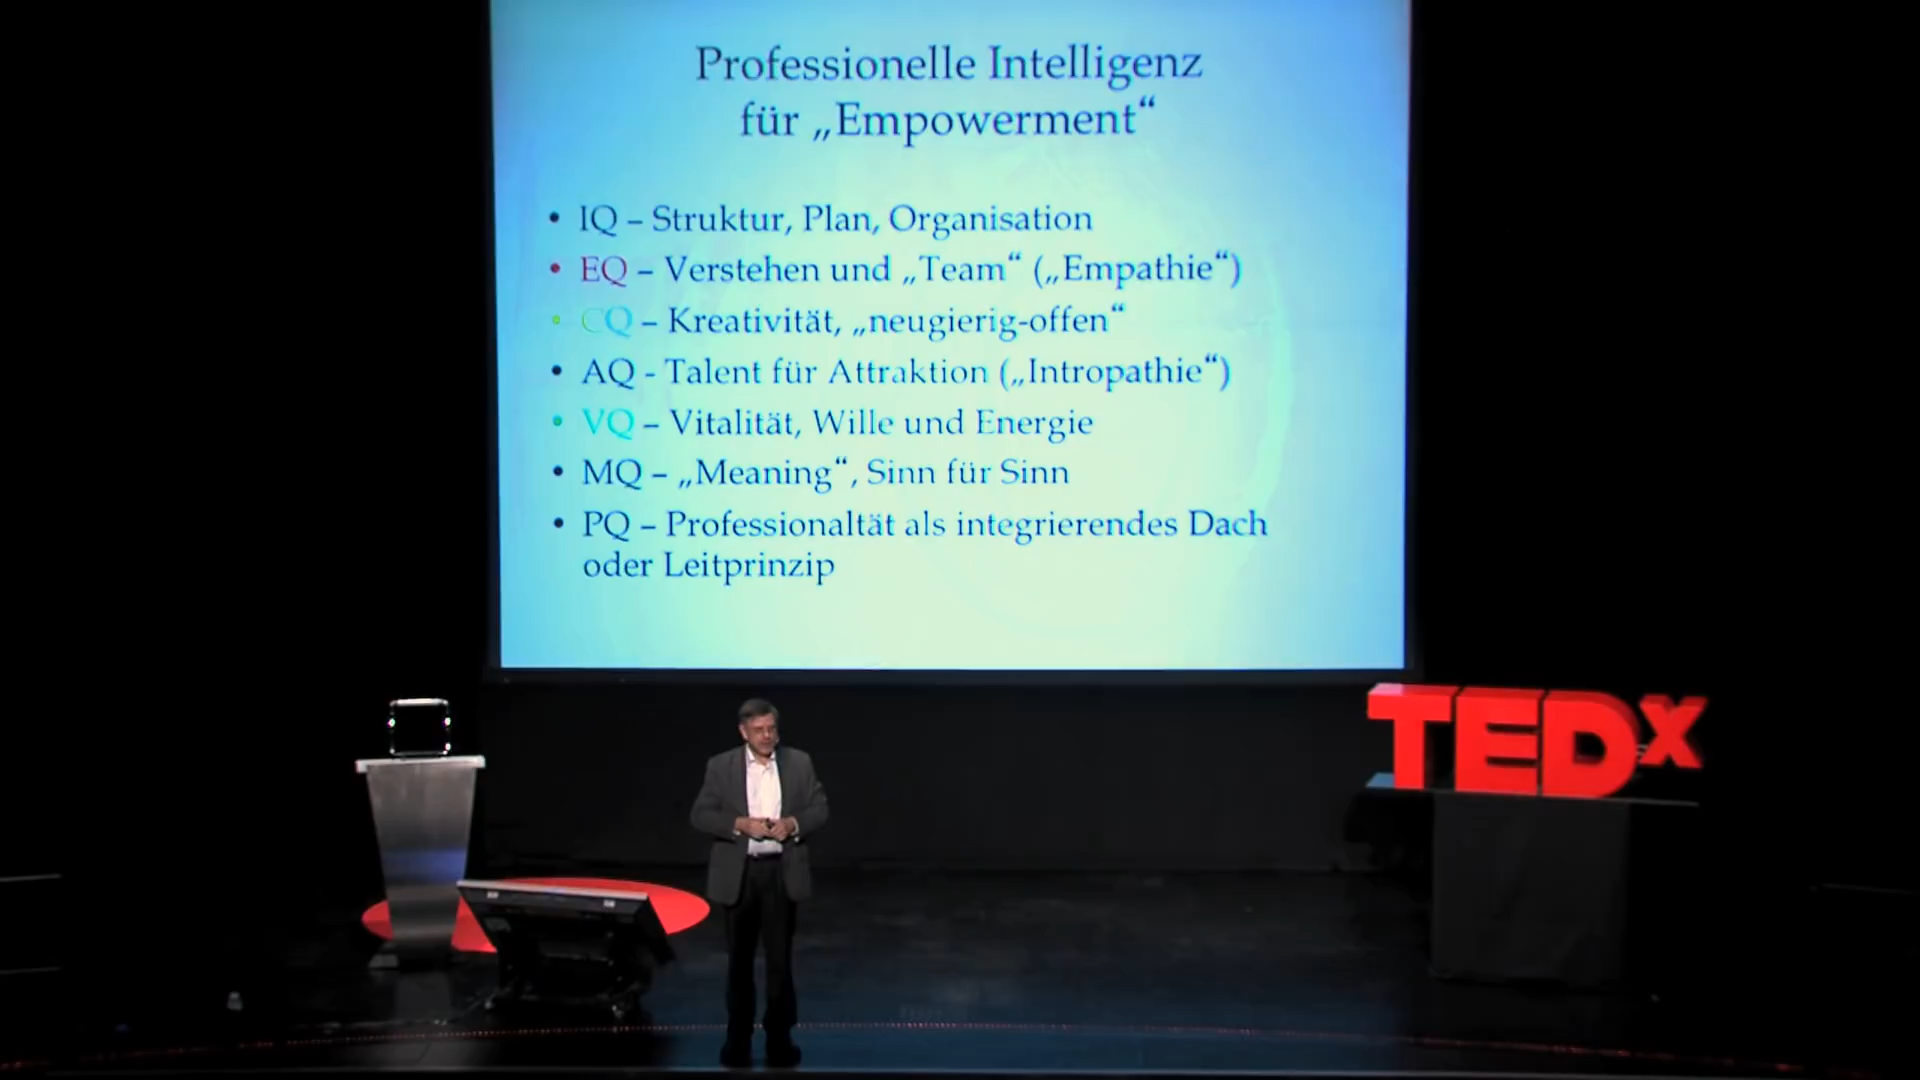 Professionelle Intelligenz
für „Empowerment“
• IQ – Struktur, Plan, Organisation
• EQ – Verstehen und „Team“ („Empathie“)
• CQ – Kreativität, „neugierig-offen“
• AQ - Talent für Attraktion („Intropathie“)
• VQ – Vitalität, Wille und Energie
• MQ – „Meaning“, Sinn für Sinn
• PQ – Professionaltät als integrierendes Dach
oder Leitprinzip
TEDx